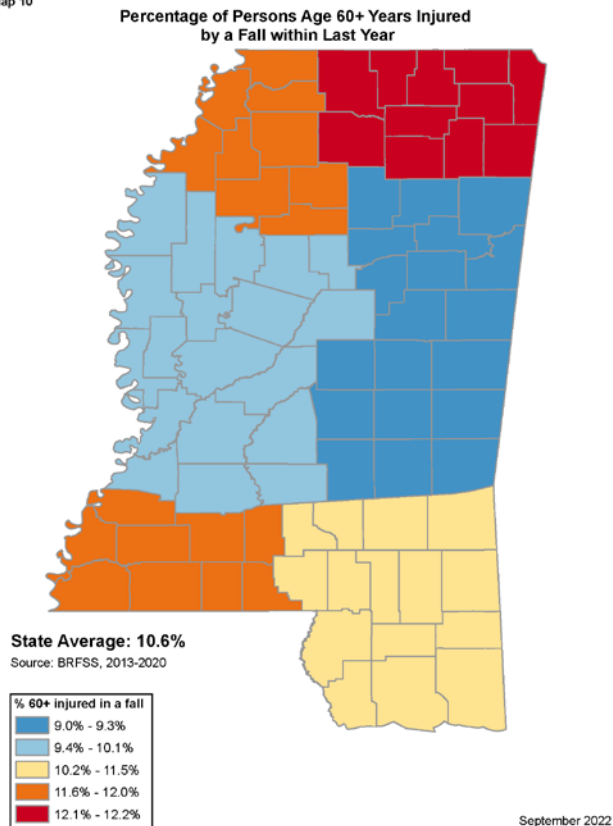 Map 10
Percentage of Persons Age 60+ Years Injured
by a Fall within Last Year
State Average: 10.6%
Source: BRFSS, 2013-2020
% 60+ injured in a fall
9.0% - 9.3%
9.4% - 10.1%
10.2% - 11.5%
11.6% - 12.0%
12.1% - 12.2%
September 2022